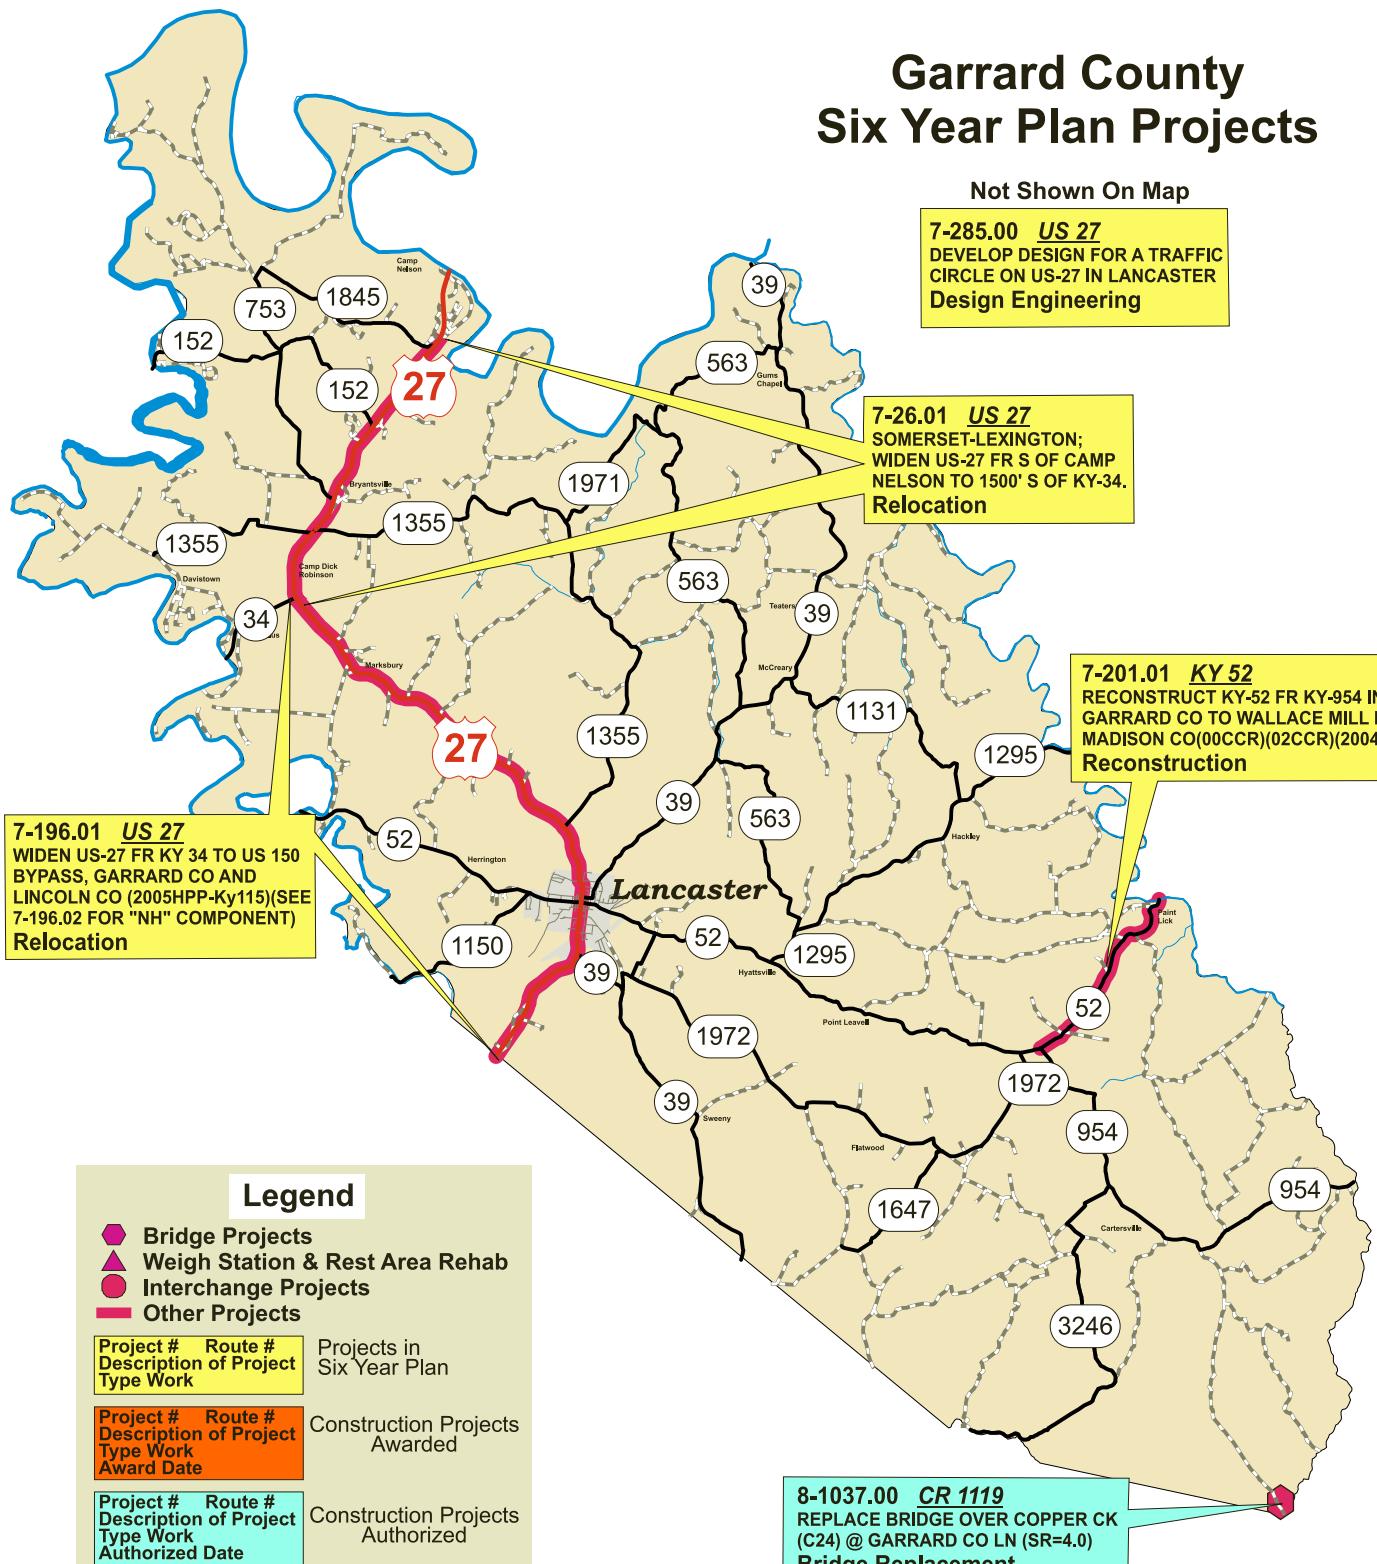 Garrard County
Six Year Plan Projects
Not Shown On Map
7-285.00 US 27
DEVELOP DESIGN FOR A TRAFFIC
CIRCLE ON US-27 IN LANCASTER
Design Engineering
Camp
Nelson
39
753
1845
152
563
Gums
Chapel
152
27
7-26.01 US 27
SOMERSET-LEXINGTON;
WIDEN US-27 FR S OF CAMP
NELSON TO 1500' S OF KY-34.
Relocation
Bryantsville
1971
1355
1355
Camp Dick
Robinson
Davistown
563
Teaters
39
34
us
Marksbury
McCreary
7-201.01 KY 52
RECONSTRUCT KY-52 FR KY-954 IN
GARRARD CO TO WALLACE MILL
MADISON CO(00CCR)(02CCR)(2004
Reconstruction
1131
1355
27
1295
39
563
7-196.01 US 27
WIDEN US-27 FR KY 34 TO US 150
BYPASS, GARRARD CO AND
LINCOLN CO (2005HPP-Ky115)(SEE
7-196.02 FOR "NH" COMPONENT)
Relocation
52
Herrington
Hackley
Lancaster
Paint
Lick
1150
52
1295
39
Hyattsville
52
Point Leavell
1972
1972
39
Sweeny
954
Flatwood
954
1647
Cartersville
3246
Legend
Bridge Projects
Weigh Station & Rest Area Rehab
Interchange Projects
Other Projects
Project # Route #
Description of Project
Type Work
Projects in
Six Year Plan
Project # Route #
Description of Project
Type Work
Award Date
Construction Projects
Awarded
Project # Route #
Description of Project
Type Work
Authorized Date
Construction Projects
Authorized
8-1037.00 CR 1119
REPLACE BRIDGE OVER COPPER CK
(C24) @ GARRARD CO LN (SR=4.0)
Bridge Replacement